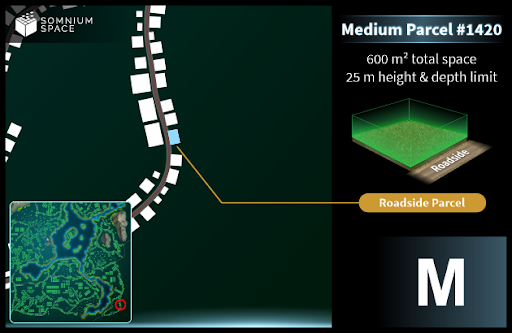 SOMNIUM
SPACE
Medium Parcel #1420
600 m² total space
25 m height & depth limit
Roadside
Roadside Parcel
M